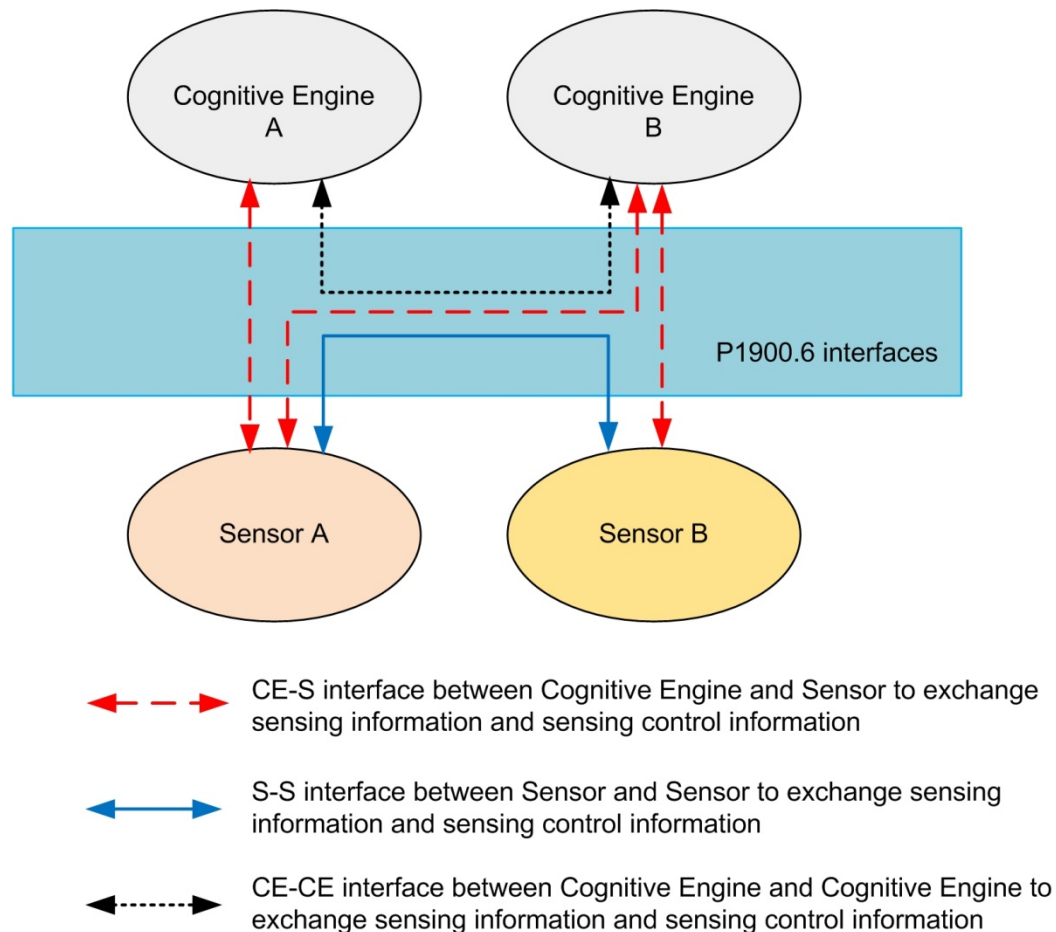 Cognitive Engine
A
Cognitive Engine
B
P1900.6 interfaces
Sensor A
Sensor B
CE-S interface between Cognitive Engine and Sensor to exchange
sensing information and sensing control information
S-S interface between Sensor and Sensor to exchange sensing
information and sensing control information
CE-CE interface between Cognitive Engine and Cognitive Engine to
exchange sensing information and sensing control information